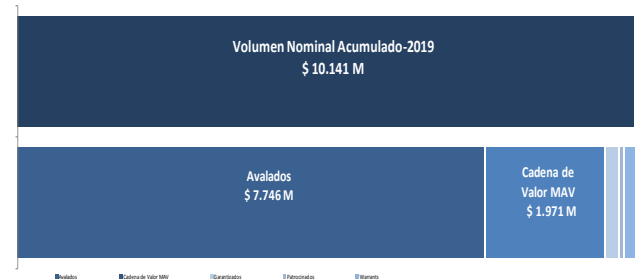 Volumen Nominal Acumulado-2019
$ 10.141 M
Avalados
$ 7.746 M
Cadena de
Valor MAV
$ 1.971 M
Avalados Cadena de Valor MAV Garantizados Patrocinados Warrants